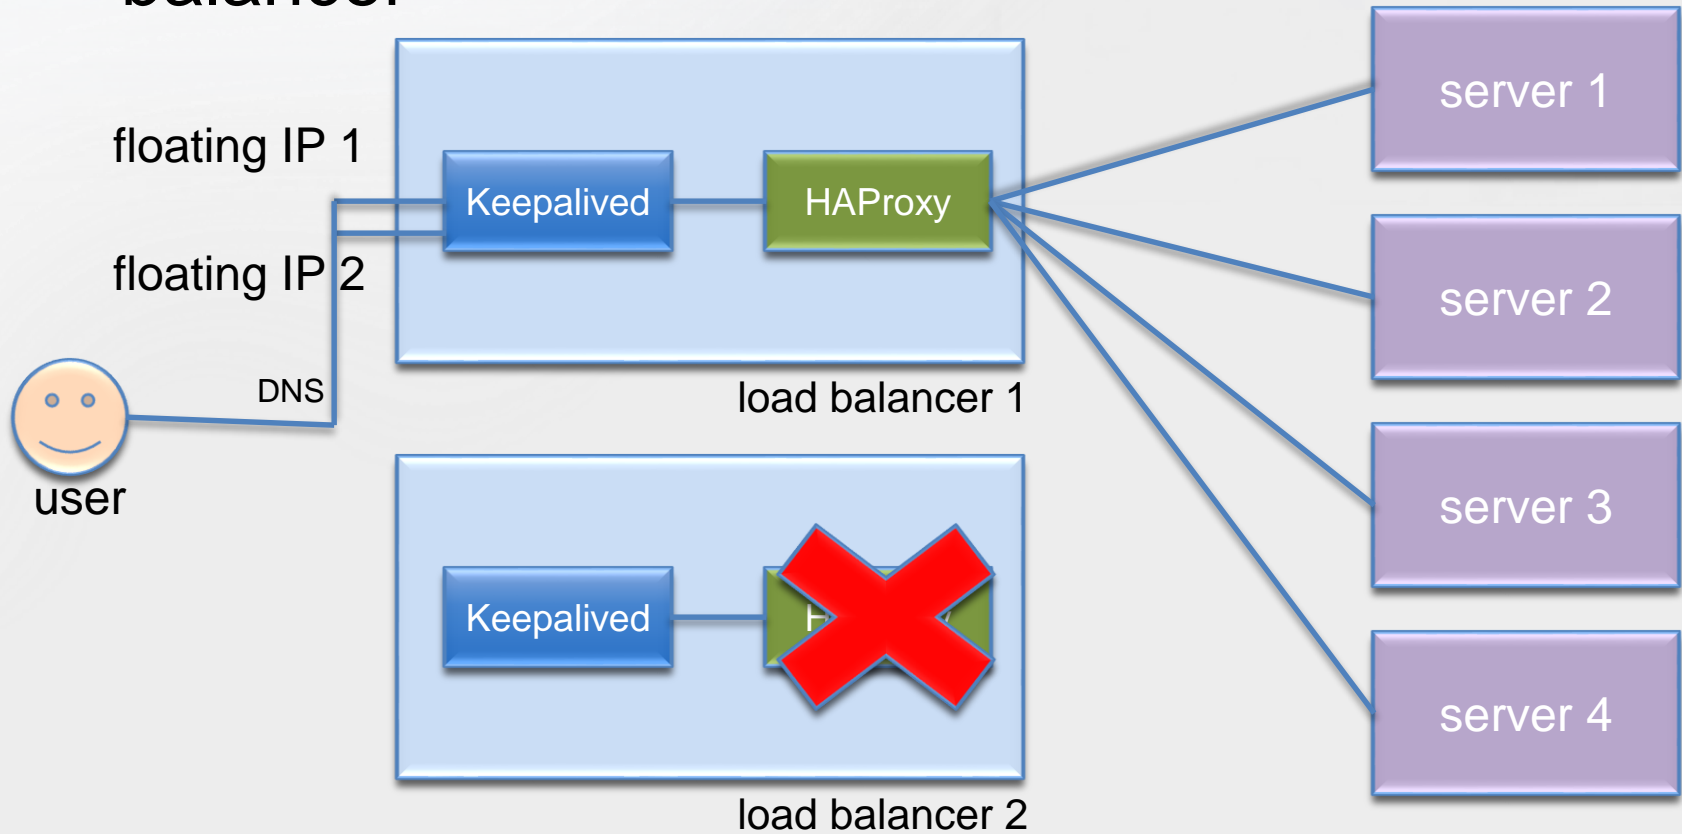 server 1
floating IP 1
Keepalived
HAProxy
server 2
floating IP 2
DNS
load balancer 1
user
server 3
Keepalived
server 4
load balancer 2